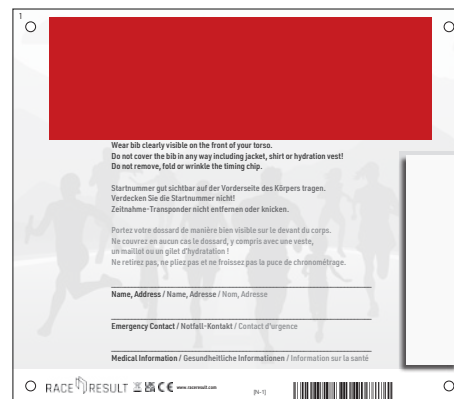 1
Wear bib clearly visible on the front of your torso.
Do not cover the bib in any way including jacket, shirt or hydration vest!
Do not remove, fold or wrinkle the timing chip.
Startnummer gut sichtbar auf der Vorderseite des Körpers tragen.
Verdecken Sie die Startnummer nicht!
Zeitnahme-Transponder nicht entfernen oder knicken.
Portez votre dossard de manière bien visible sur le devant du corps.
Ne couvrez en aucun cas le dossard, y compris avec une veste,
un maillot ou un gilet d'hydratation !
Ne retirez pas, ne pliez pas et ne froissez pas la puce de chronométrage.
Name, Address / Name, Adresse / Nom, Adresse
Emergency Contact / Notfall-Kontakt / Contact d'urgence
Medical Information / Gesundheitliche Informationen / Information sur la santé
RACE RESULT CE www.raceresult.com [N-1]